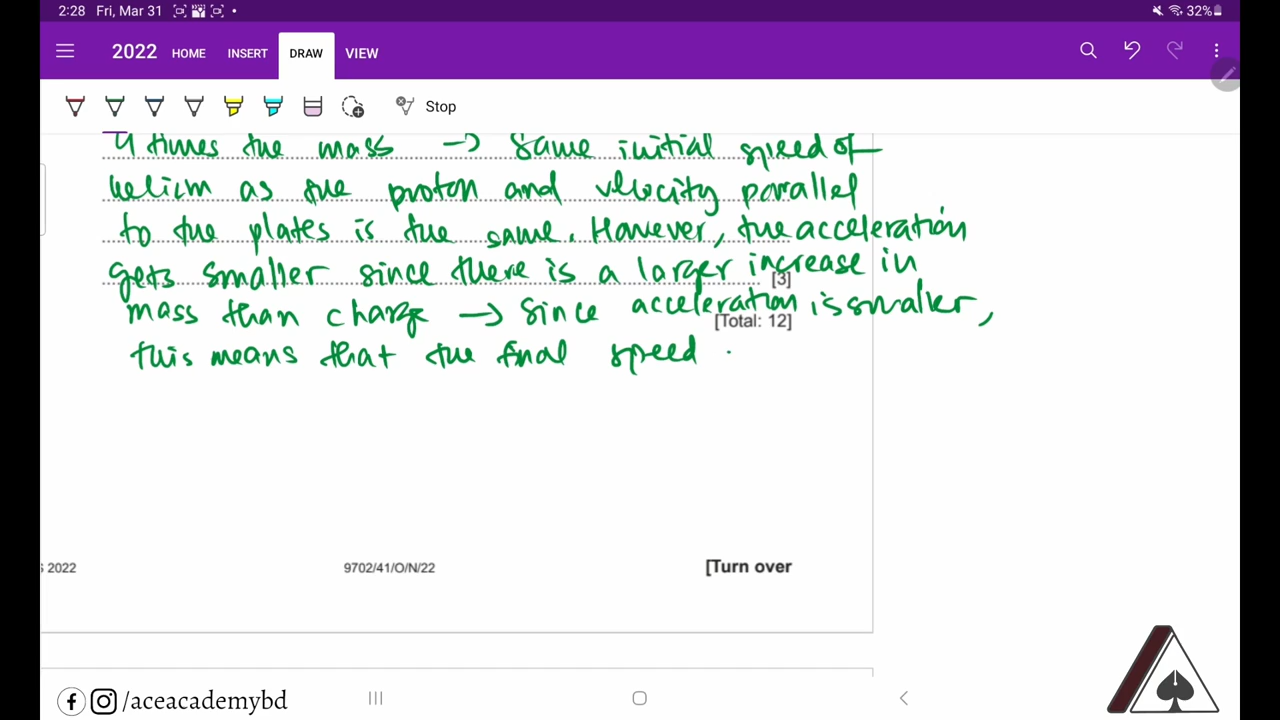 2:28 Fri, Mar 31 • 32%
2022 HOME INSERT DRAW VIEW
Stop
4 times the mass → Same initial speed of
helium as the proton and velocity parallel
to the plates is the same. However, the acceleration
gets smaller since there is a larger increase in
[3]
mass than charge → Since acceleration is smaller,
[Total: 12]
this means that the final speed .
2022
9702/41/O/N/22
[Turn over
/aceacademybd